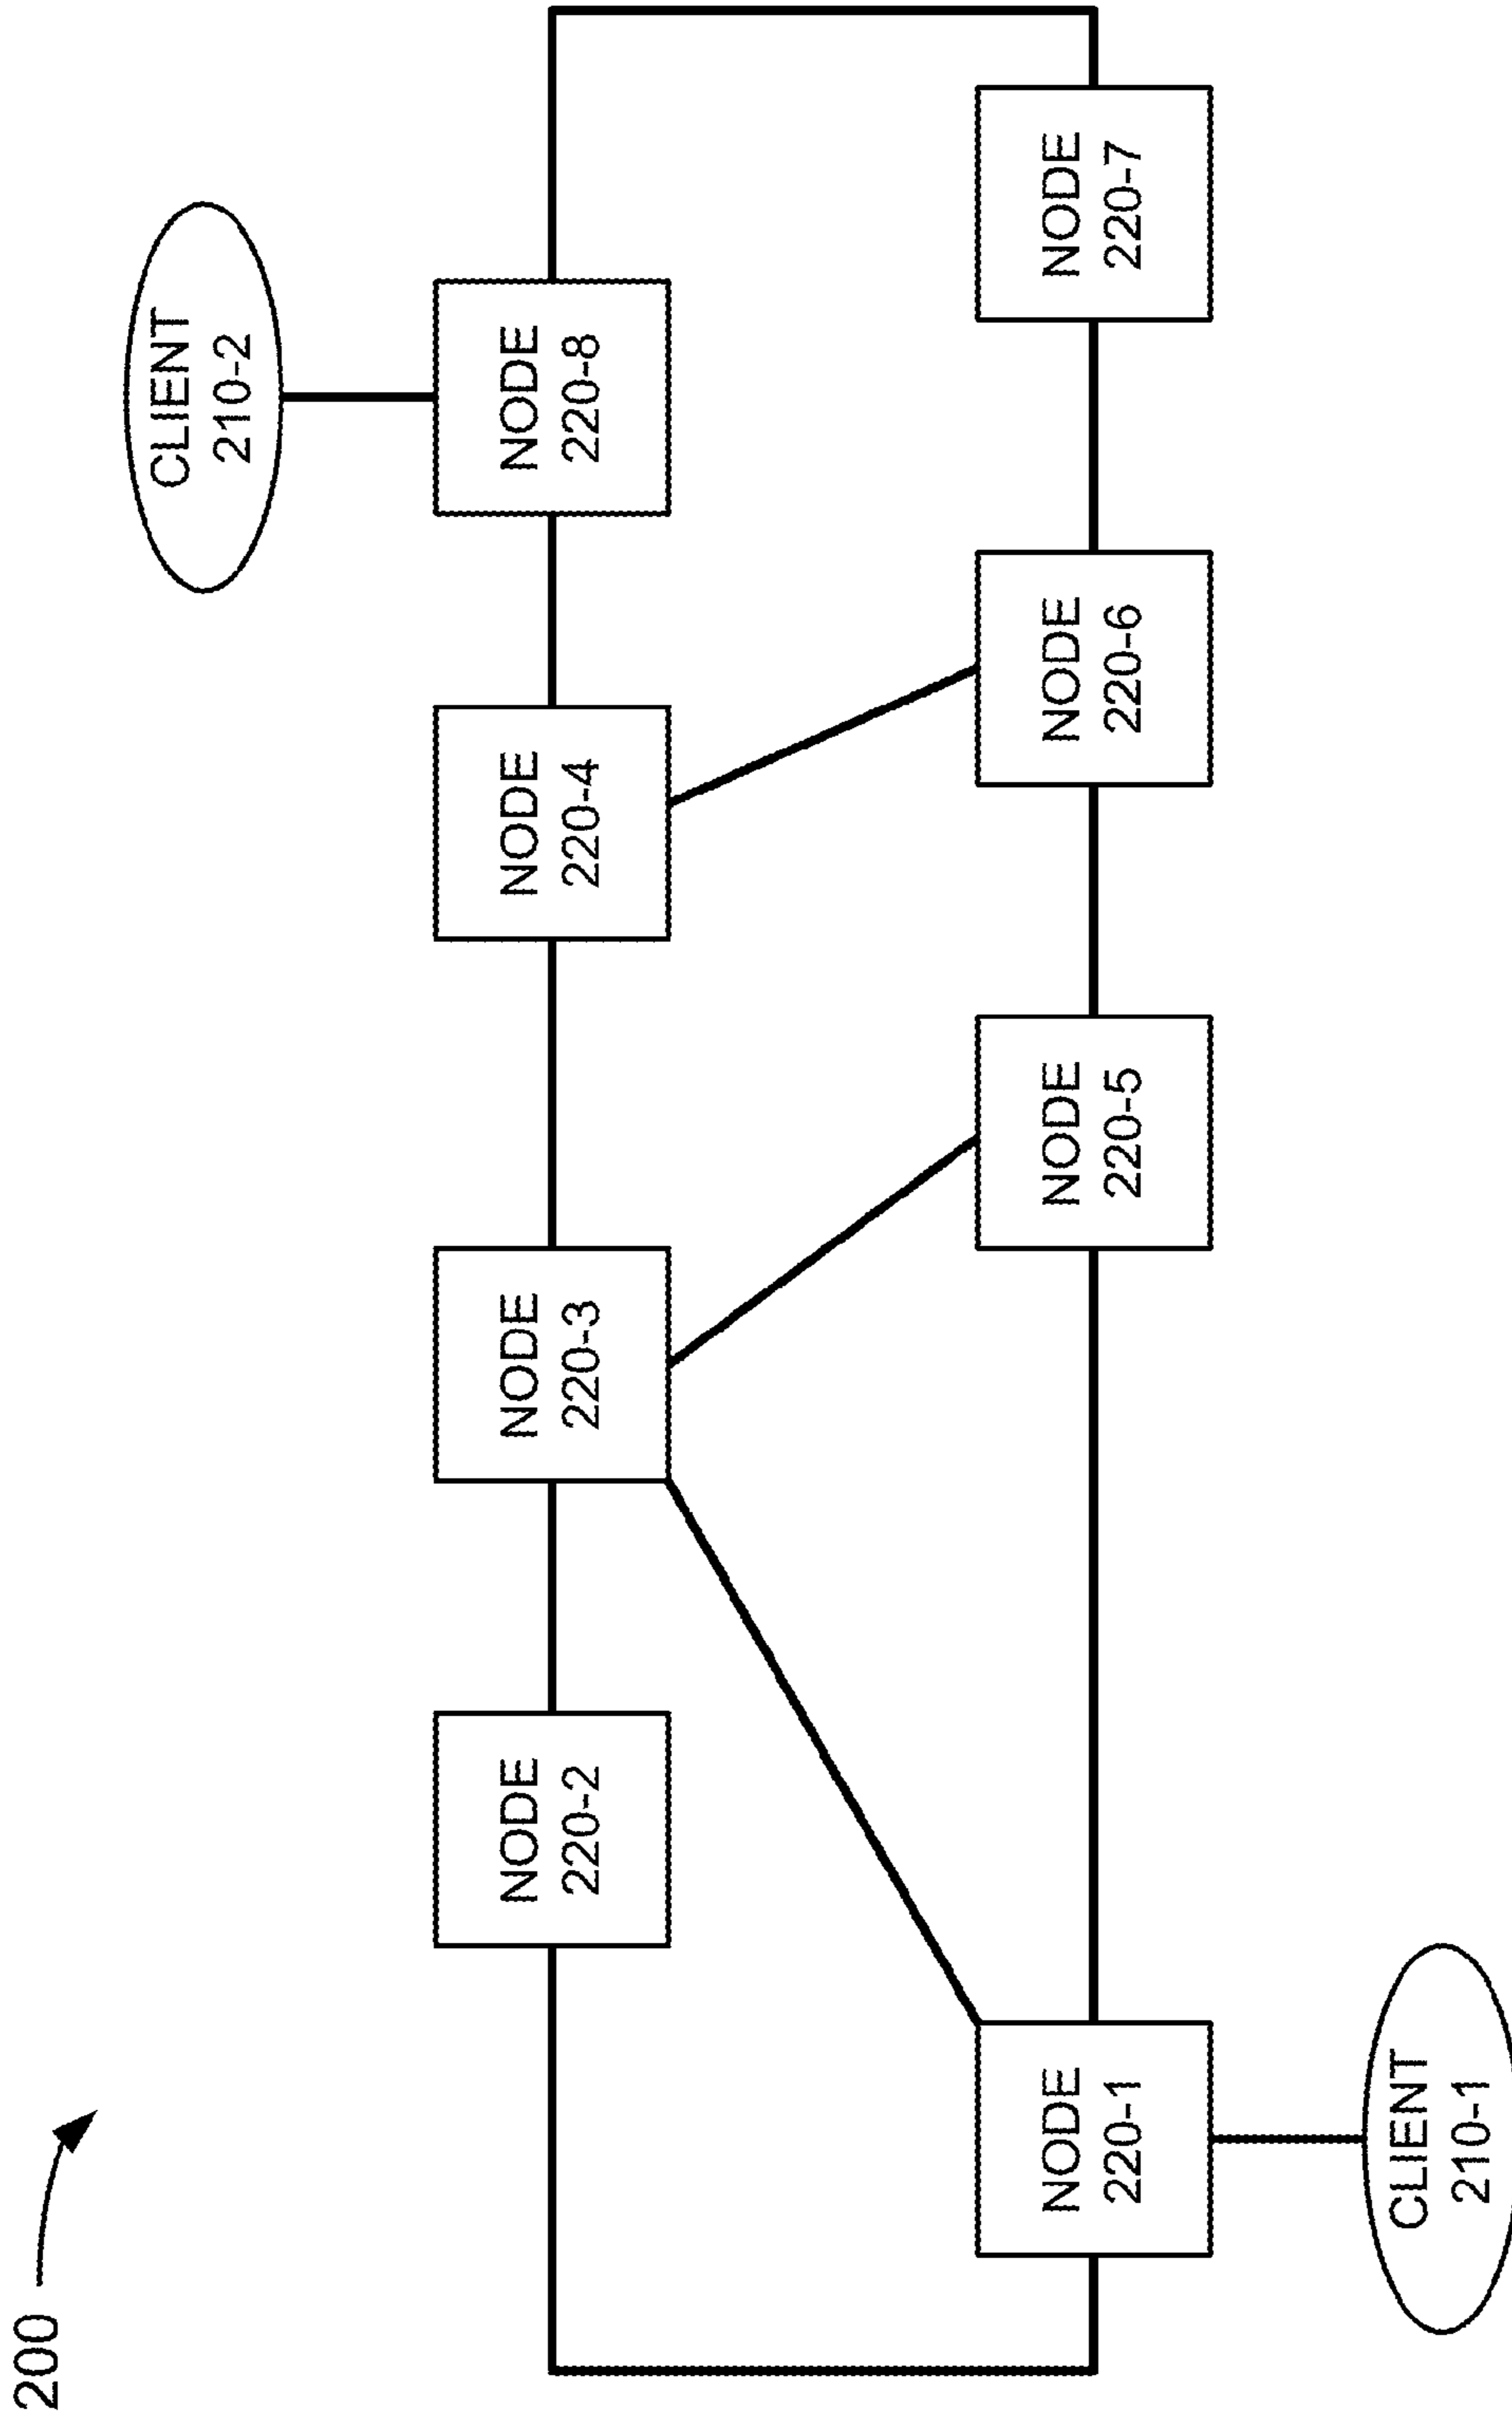 200
CLIENT
210-2
NODE
220-2
NODE
220-3
NODE
220-4
NODE
220-8
NODE
220-1
NODE
220-5
NODE
220-6
NODE
220-7
CLIENT
210-1